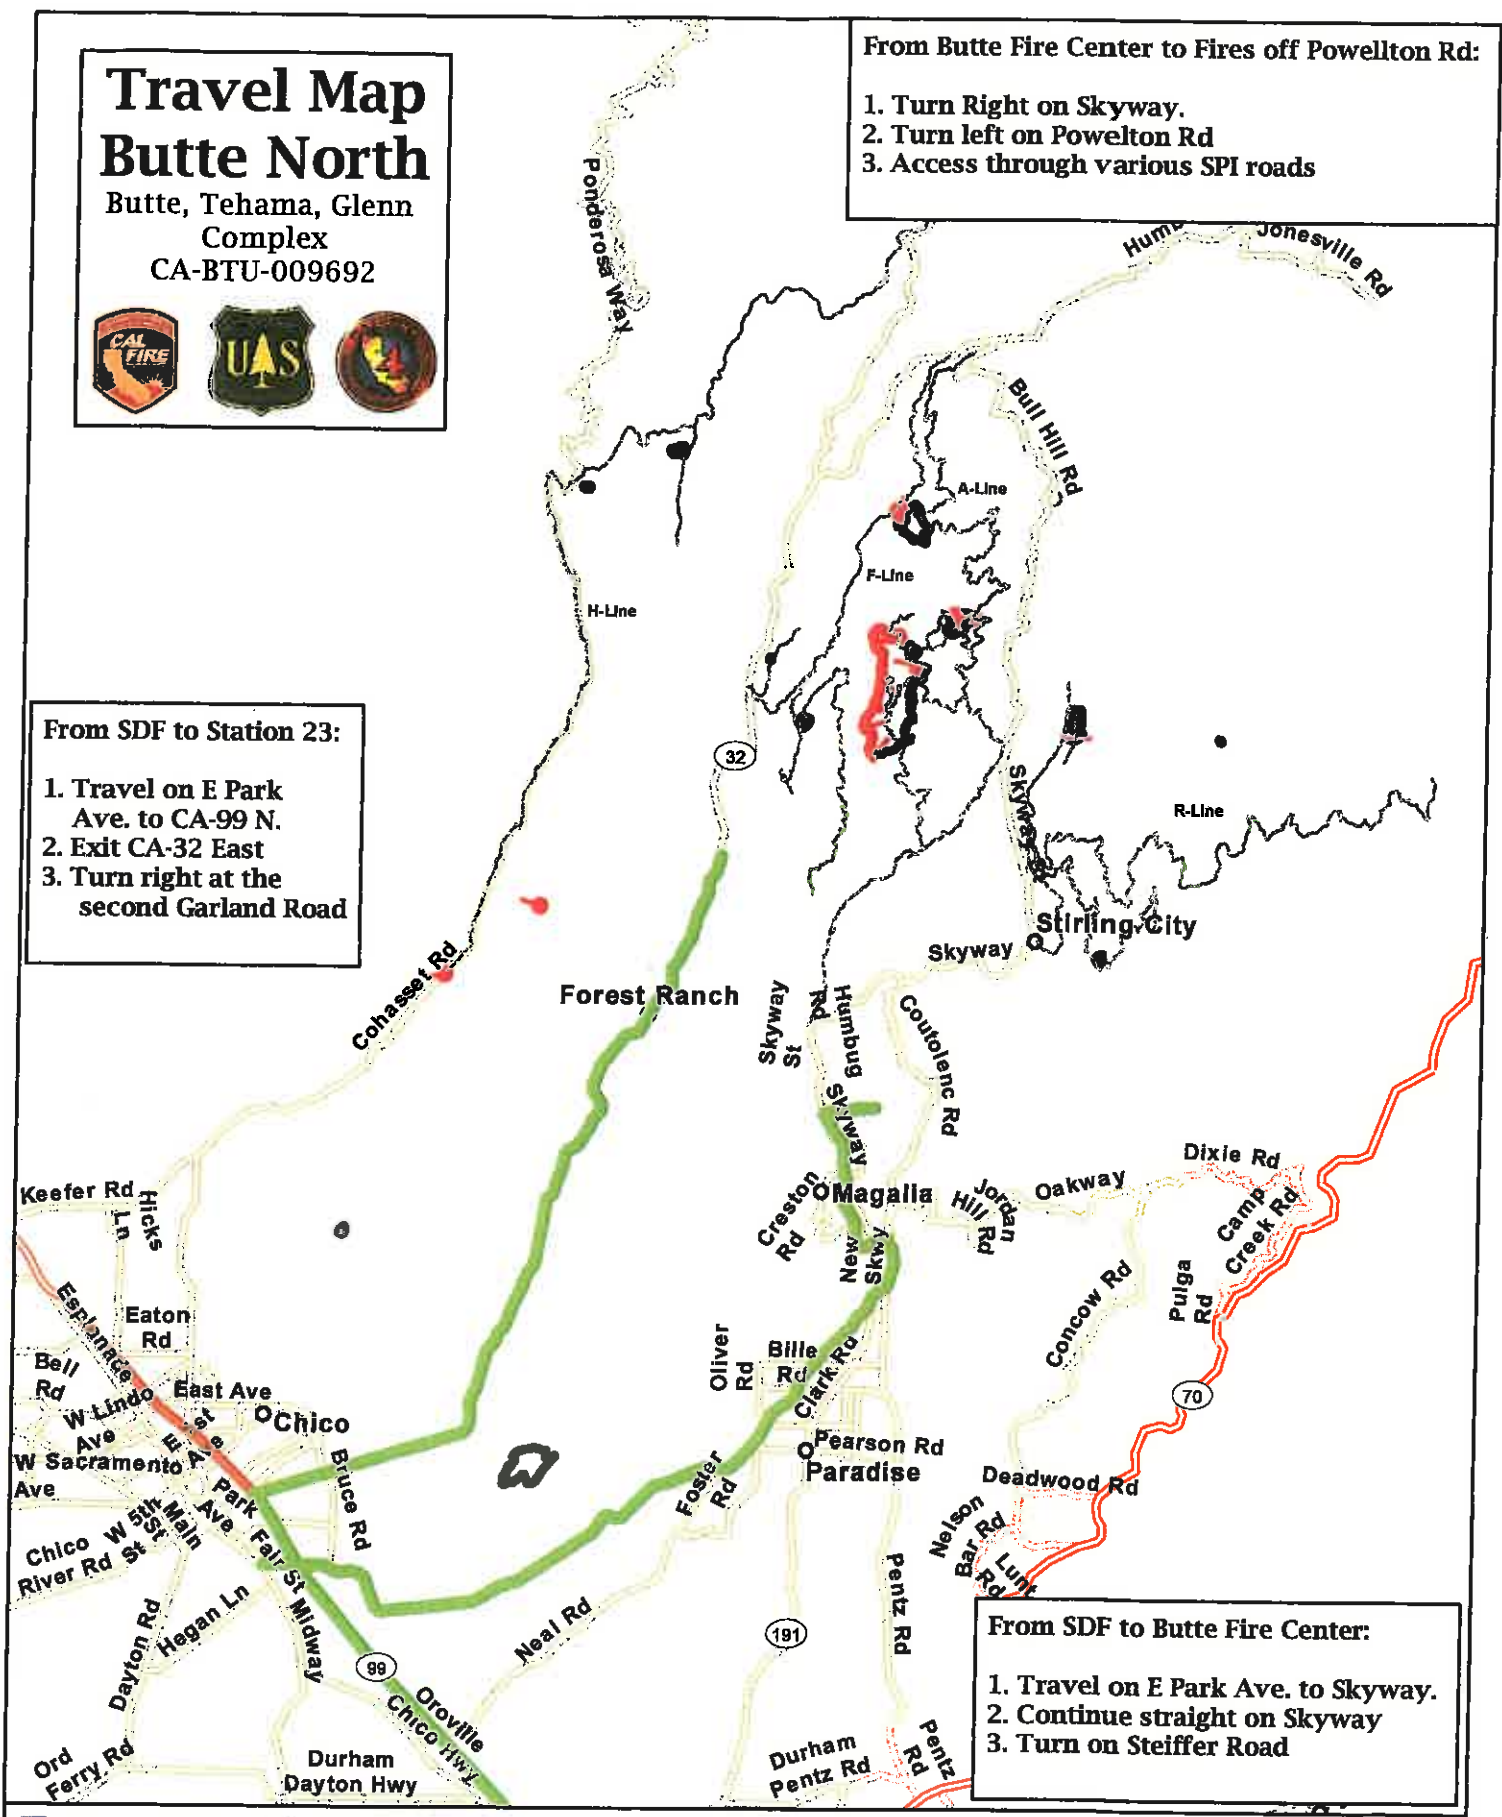 Travel Map
Butte North
Butte, Tehama, Glenn
Complex
CA-BTU-009692
CAL
FIRE
UAS
From Butte Fire Center to Fires off Powellton Rd:
1. Turn Right on Skyway.
2. Turn left on Powelton Rd
3. Access through various SPI roads
Ponderosa Way
Jonesville Rd
Bull Hill Rd
A-Line
F-Line
H-Line
From SDF to Station 23:
1. Travel on E Park
Ave. to CA-99 N.
2. Exit CA-32 East
3. Turn right at the
second Garland Road
32
Skyway
R-Line
Stirling City
Skyway
Cohasset Rd
Forest Ranch
Skyway
St
Humbug
Rd
Coutolenc Rd
Skyway
Keefer Rd
Hicks
Ln
Creston
Rd
Magalia
Jordan
Hill Rd
Oakway
Dixie Rd
Camp
Creek Rd
New
Skwy
Pulga
Rd
Concow Rd
Esplanade
Eaton
Rd
Bell
Rd
W Lindo
Ave
East Ave
E 1st
Ave
Chico
Oliver
Rd
Bille
Rd
Clark Rd
70
W Sacramento
Ave
Park
Ave
Bruce Rd
Pearson Rd
Paradise
Foster
Rd
Deadwood Rd
Nelson
Bar Rd
Lunt
Rd
Chico
River Rd
W 5th
St
Main
St
Fair St
Midway
Hegan Ln
Dayton Rd
Neal Rd
191
Pentz Rd
99
Oroville
Chico Hwy
Ord
Ferry Rd
Durham
Dayton Hwy
Durham
Pentz Rd
Pentz
Rd
From SDF to Butte Fire Center:
1. Travel on E Park Ave. to Skyway.
2. Continue straight on Skyway
3. Turn on Steiffer Road